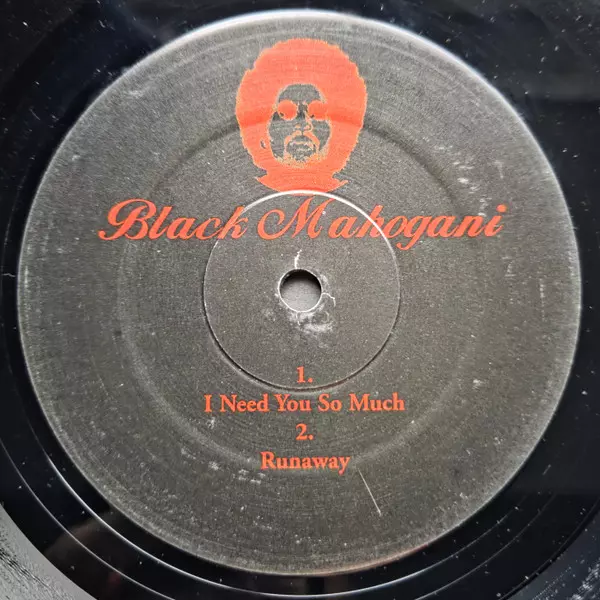 Black Mahogani
1.
I Need You So Much
2.
Runaway